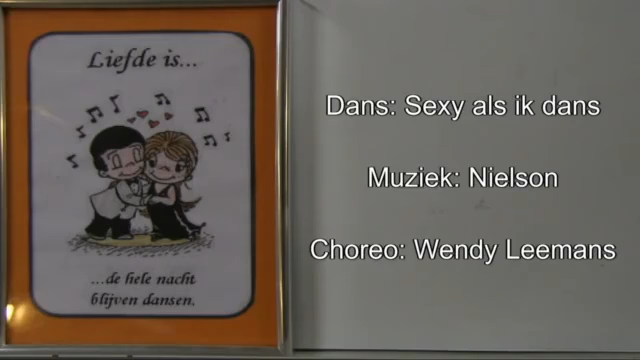 Liefde is...
...de hele nacht
blijven dansen.
Dans: Sexy als ik dans
Muziek: Nielson
Choreo: Wendy Leemans